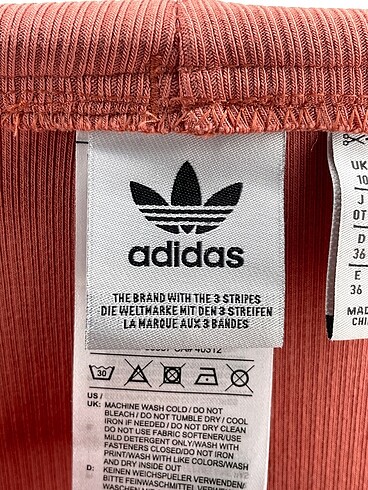 adidas
THE BRAND WITH THE 3 STRIPES
DIE WELTMARKE MIT DEN 3 STREIFEN
LA MARQUE AUX 3 BANDES
CA# 40312
30
US /
UK: MACHINE WASH COLD / DO NOT
BLEACH / DO NOT TUMBLE DRY / COOL
IRON IF NEEDED / DO NOT DRY CLEAN
DO NOT USE FABRIC SOFTENER/USE
MILD DETERGENT ONLY/WASH WITH
FASTENERS CLOSED/DO NOT IRON
PRINT/WASH WITH LIKE COLORS/WASH
AND DRY INSIDE OUT
D: KEINEN WEICHSPÜLER VERWENDEN/
BITTE FEINWASCHMITTEL
WASCHEN
UK
10
J
OT
D
36
E
36
MAD
CHI